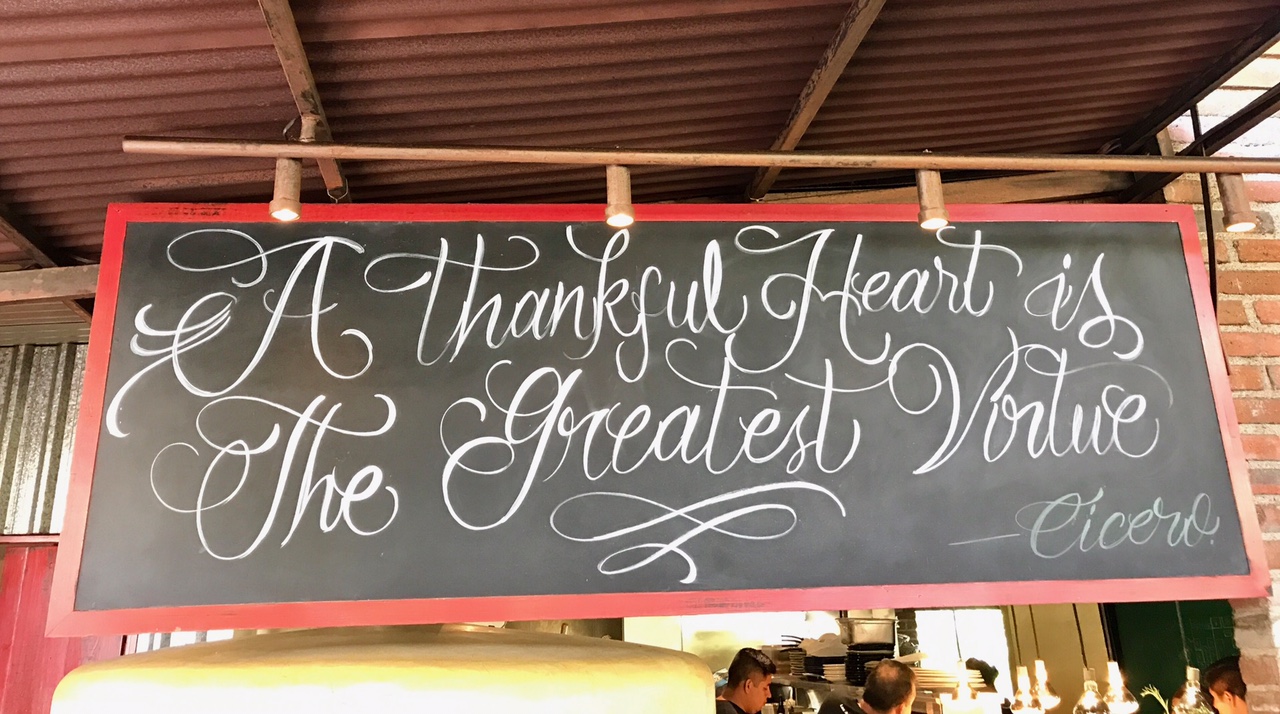 A Thankful Heart is
The Greatest Virtue
— Cicero.